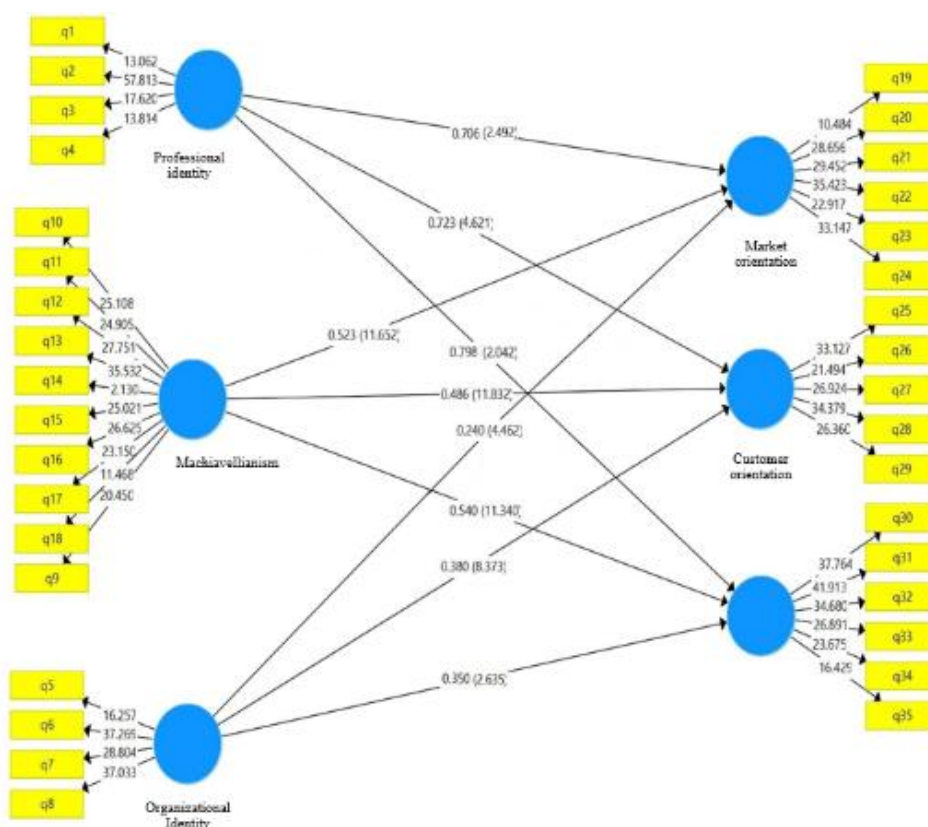 q1
q2
q3
q4
13.062
57.813
17.620
13.814
Professional
identity
q10
q11
q12
q13
q14
q15
q16
q17
q18
q9
25.108
24.905
27.751
35.532
2.130
25.021
26.625
23.150
11.468
20.450
Machiavellianism
q5
q6
q7
q8
16.257
37.265
28.804
37.033
Organizational
Identity
0.706 (2.492)
0.723 (4.621)
0.798 (2.042)
0.523 (11.652)
0.486 (11.832)
0.240 (4.462)
0.540 (11.340)
0.380 (8.373)
0.350 (2.635)
Market
orientation
10.484
28.656
29.452
35.423
22.917
33.147
q19
q20
q21
q22
q23
q24
Customer
orientation
33.127
21.494
26.924
34.379
26.360
q25
q26
q27
q28
q29
37.764
41.913
34.680
26.891
23.675
16.425
q30
q31
q32
q33
q34
q35